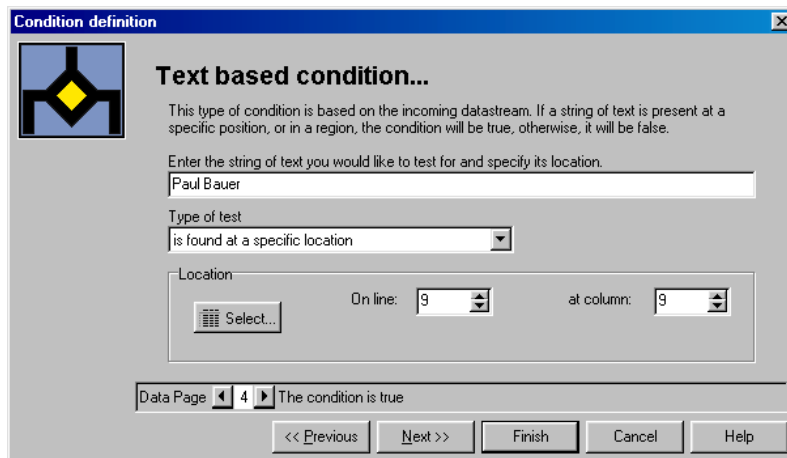 Condition definition
Text based condition...
This type of condition is based on the incoming datastream. If a string of text is present at a
specific position, or in a region, the condition will be true, otherwise, it will be false.
Enter the string of text you would like to test for and specify its location.
Paul Bauer
Type of test
is found at a specific location
Location
Select... On line: 9 at column: 9
Data Page 4 The condition is true
<< Previous Next >> Finish Cancel Help